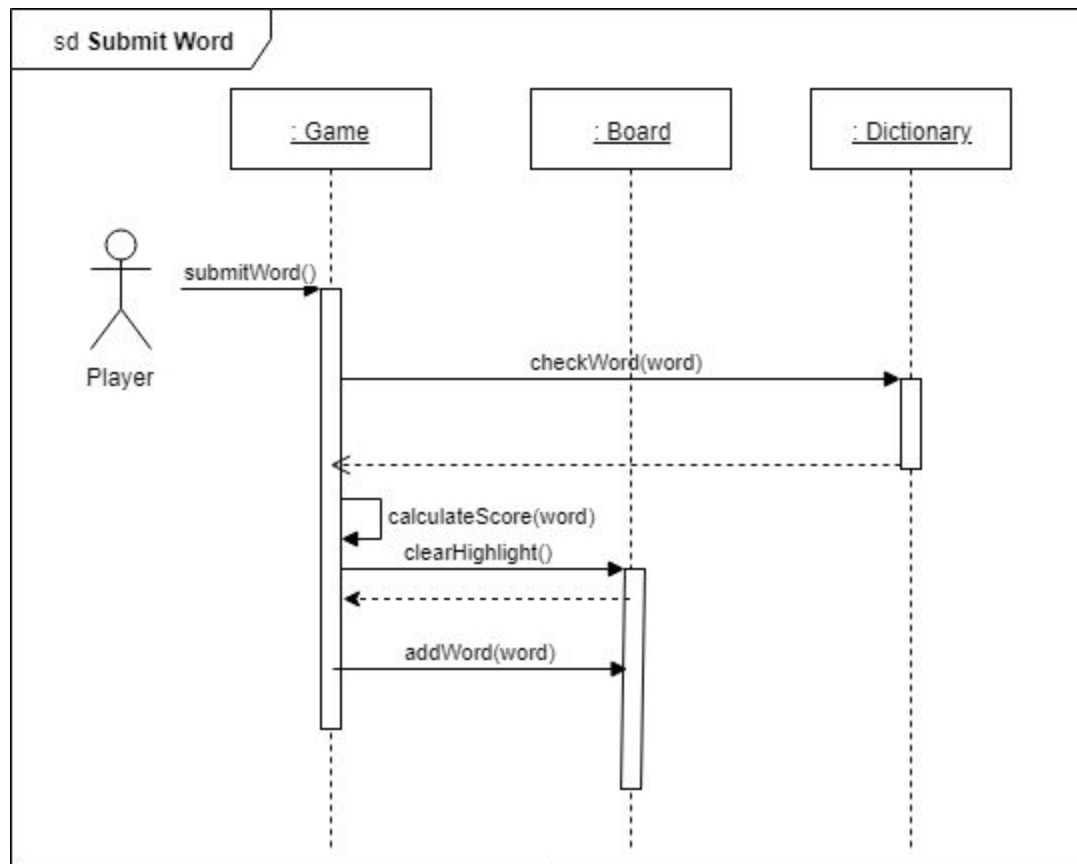 sd Submit Word
: Game
: Board
: Dictionary
submitWord()
Player
checkWord(word)
calculateScore(word)
clearHighlight()
addWord(word)